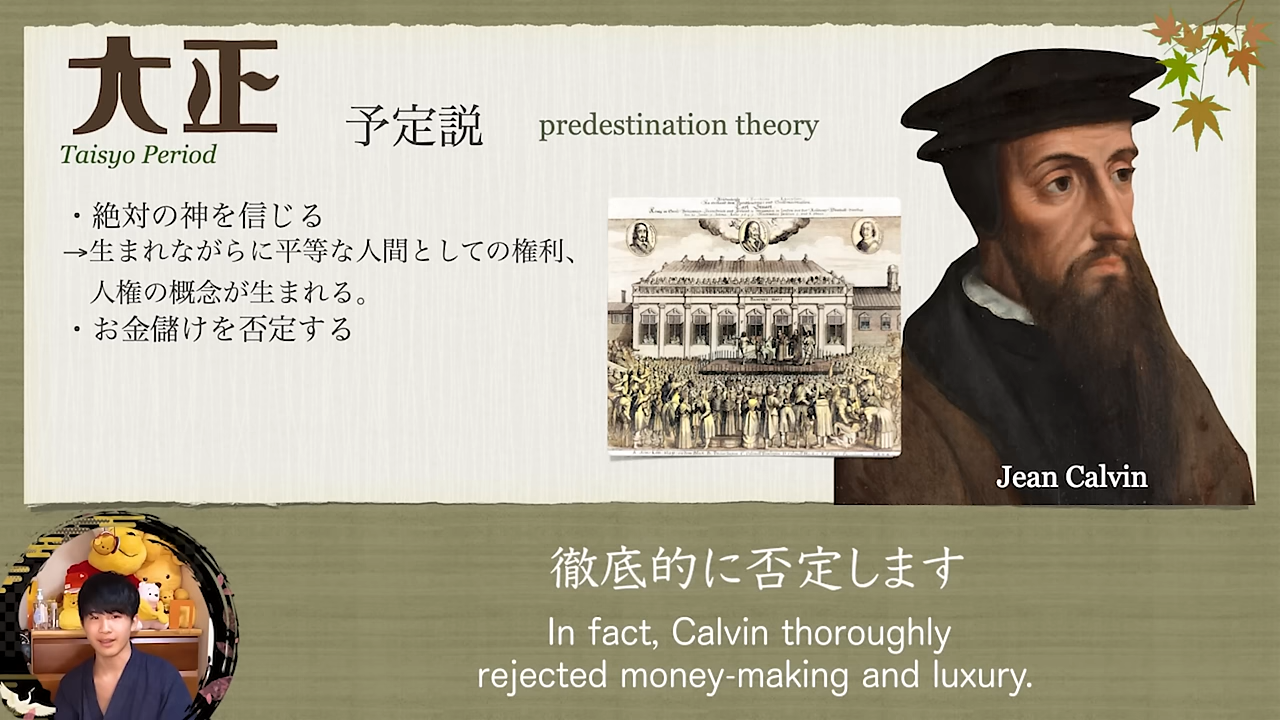 大正
Taisyo Period
予定説
predestination theory
・絶対の神を信じる
→生まれながらに平等な人間としての権利、
人権の概念が生まれる。
・お金儲けを否定する
Jean Calvin
徹底的に否定します
In fact, Calvin thoroughly
rejected money-making and luxury.